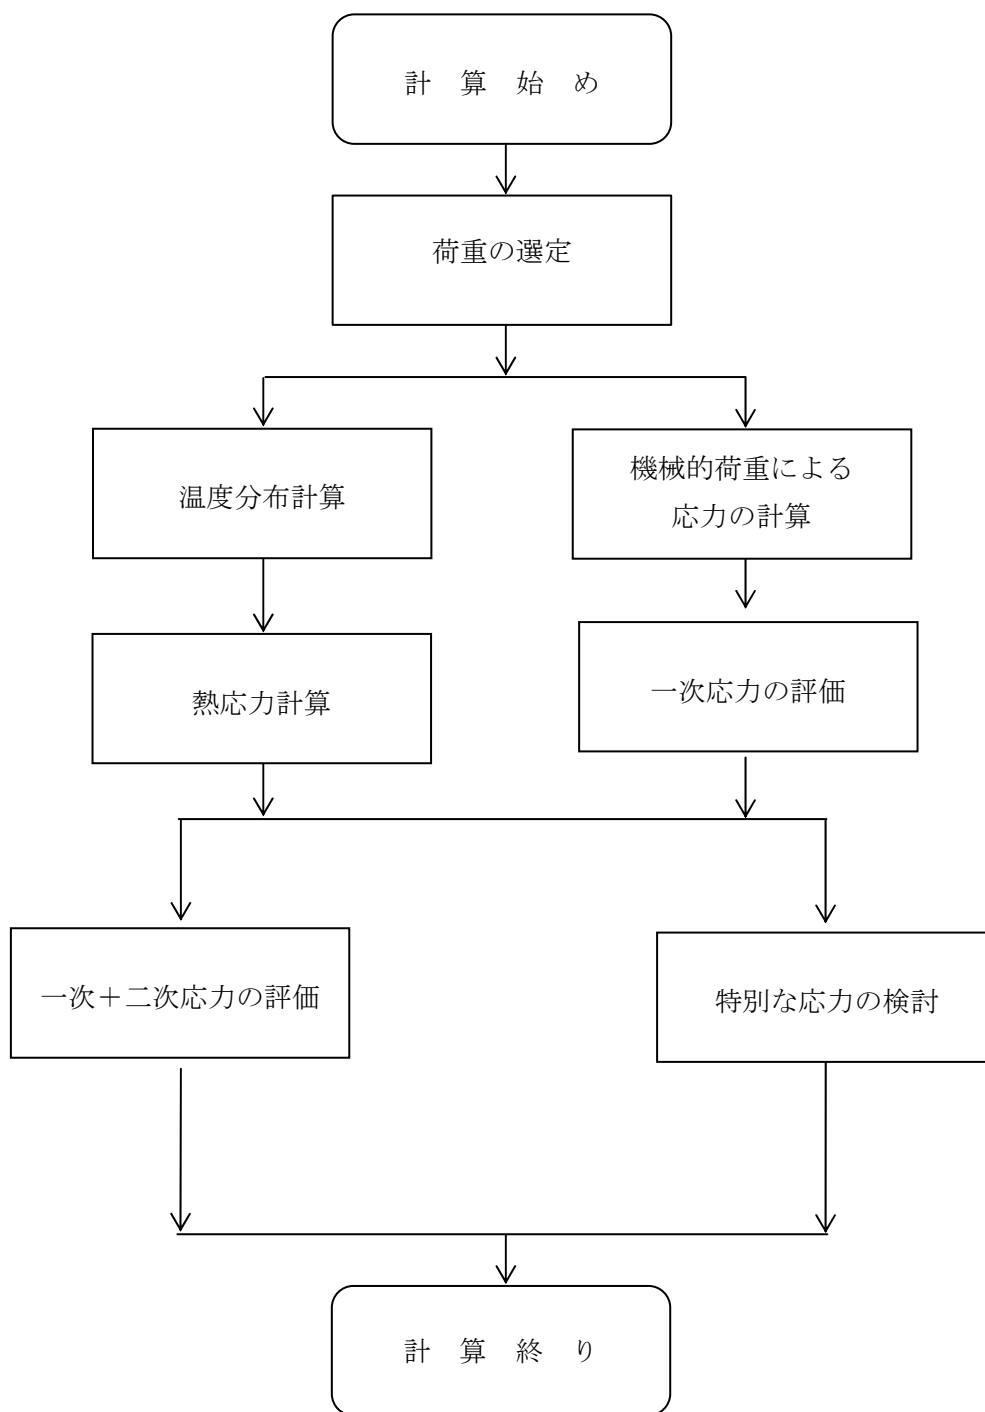 計 算 始 め
荷重の選定
温度分布計算
機械的荷重による
応力の計算
熱応力計算
一次応力の評価
一次＋二次応力の評価
特別な応力の検討
計 算 終 り